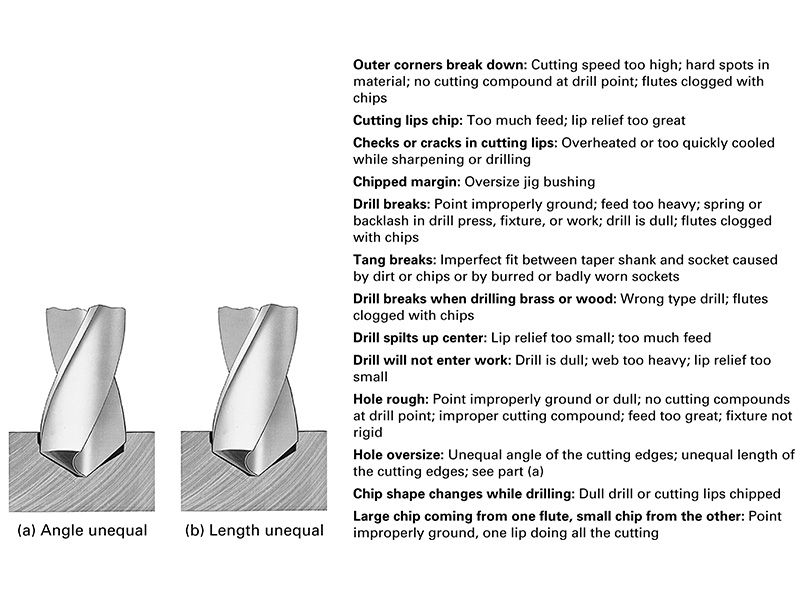 Outer corners break down: Cutting speed too high; hard spots in
material; no cutting compound at drill point; flutes clogged with
chips
Cutting lips chip: Too much feed; lip relief too great
Checks or cracks in cutting lips: Overheated or too quickly cooled
while sharpening or drilling
Chipped margin: Oversize jig bushing
Drill breaks: Point improperly ground; feed too heavy; spring or
backlash in drill press, fixture, or work; drill is dull; flutes clogged
with chips
Tang breaks: Imperfect fit between taper shank and socket caused
by dirt or chips or by burred or badly worn sockets
Drill breaks when drilling brass or wood: Wrong type drill; flutes
clogged with chips
Drill spilts up center: Lip relief too small; too much feed
Drill will not enter work: Drill is dull; web too heavy; lip relief too
small
Hole rough: Point improperly ground or dull; no cutting compounds
at drill point; improper cutting compound; feed too great; fixture not
rigid
Hole oversize: Unequal angle of the cutting edges; unequal length of
the cutting edges; see part (a)
Chip shape changes while drilling: Dull drill or cutting lips chipped
Large chip coming from one flute, small chip from the other: Point
improperly ground, one lip doing all the cutting
(a) Angle unequal
(b) Length unequal